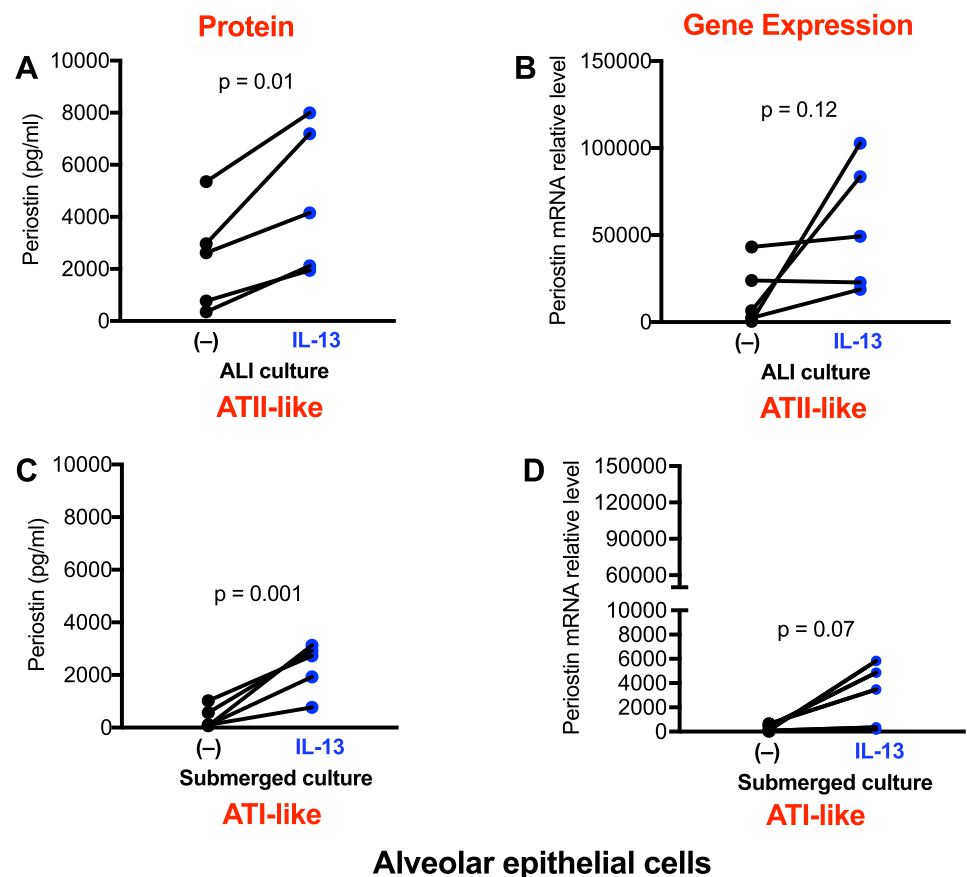 Protein
Gene Expression
A
Periostin (pg/ml)
10000
8000
6000
4000
2000
0
p = 0.01
(–)
IL-13
ALI culture
ATII-like
B
Periostin mRNA relative level
150000
100000
50000
0
p = 0.12
(–)
IL-13
ALI culture
ATII-like
C
Periostin (pg/ml)
10000
8000
6000
4000
2000
0
p = 0.001
(–)
IL-13
Submerged culture
ATI-like
D
Periostin mRNA relative level
150000
120000
90000
60000
10000
8000
6000
4000
2000
0
p = 0.07
(–)
IL-13
Submerged culture
ATI-like
Alveolar epithelial cells